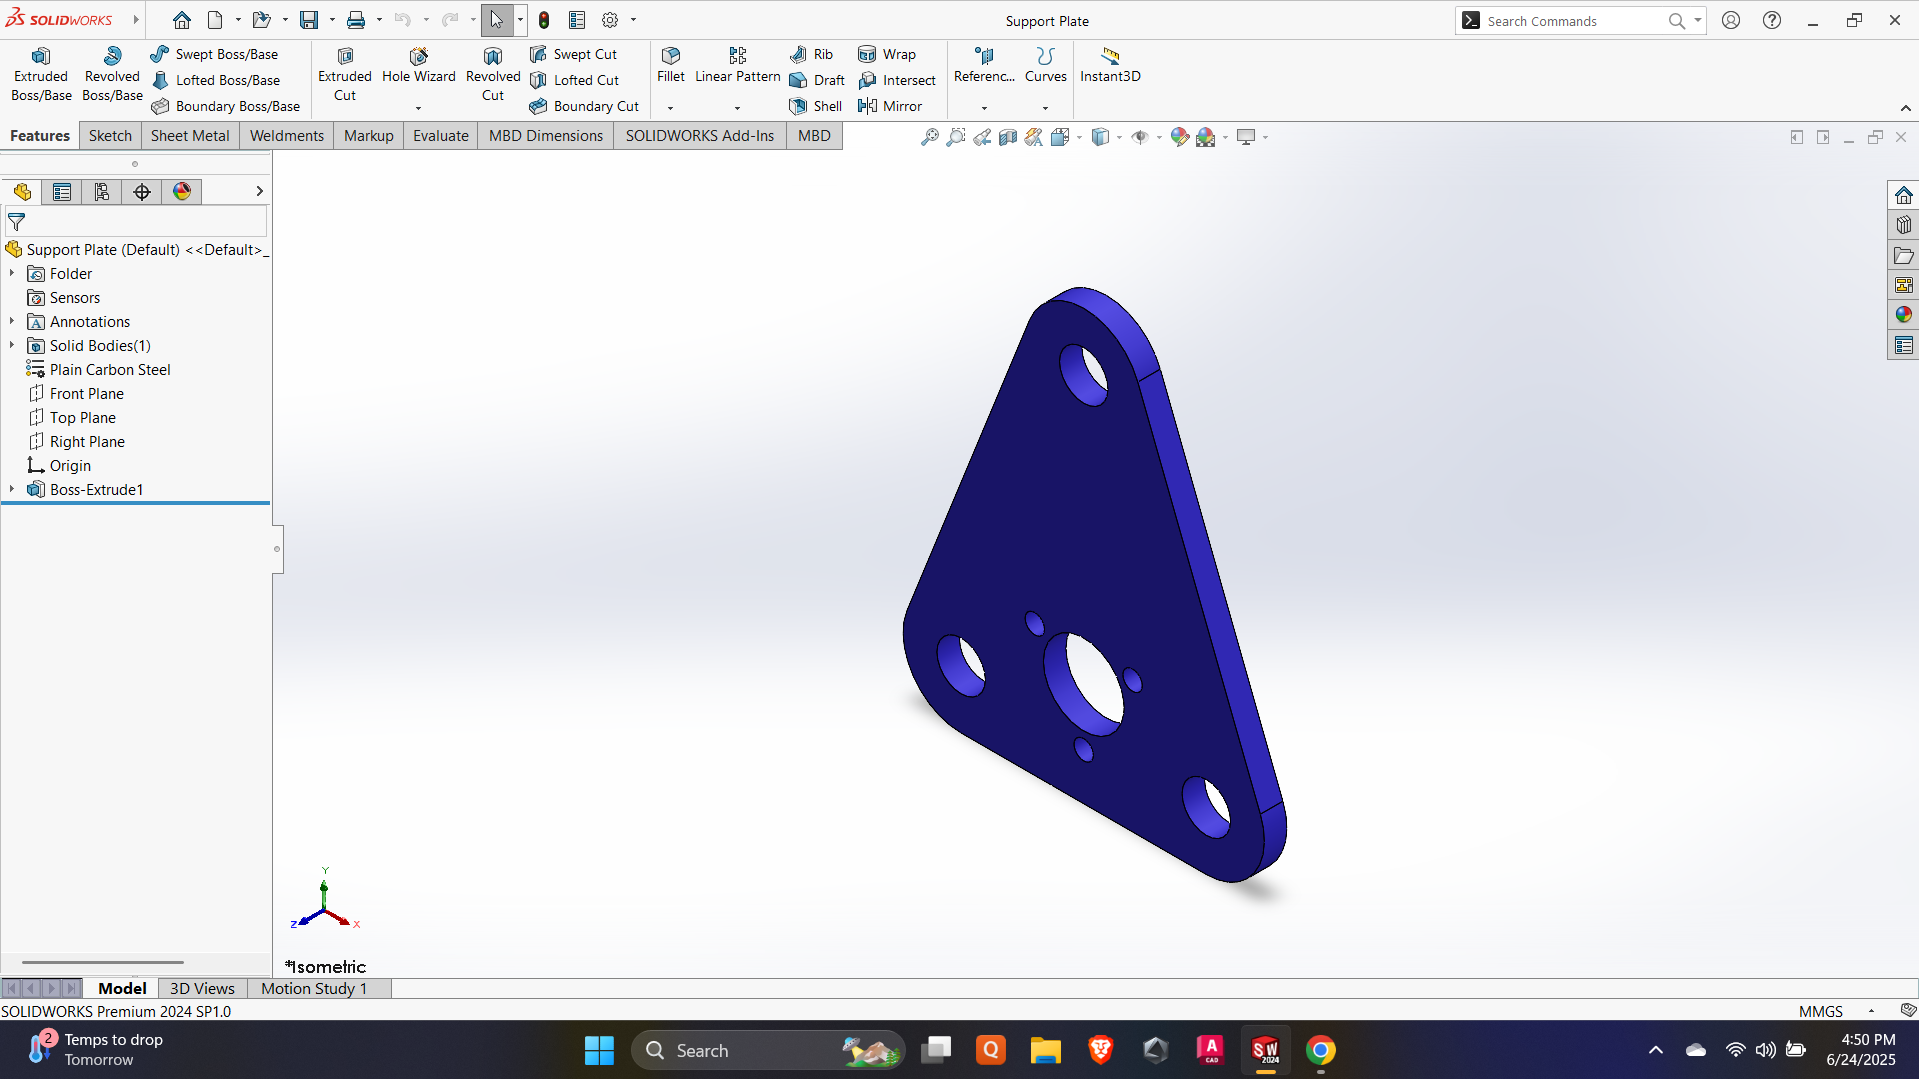 SOLIDWORKS
Support Plate
Search Commands
Extruded Boss/Base
Revolved Boss/Base
Swept Boss/Base
Lofted Boss/Base
Boundary Boss/Base
Extruded Cut
Hole Wizard
Revolved Cut
Swept Cut
Lofted Cut
Boundary Cut
Fillet
Linear Pattern
Rib
Draft
Shell
Wrap
Intersect
Mirror
Referenc...
Curves
Instant3D
Features
Sketch
Sheet Metal
Weldments
Markup
Evaluate
MBD Dimensions
SOLIDWORKS Add-Ins
MBD
Support Plate (Default) <<Default>_
Folder
Sensors
Annotations
Solid Bodies(1)
Plain Carbon Steel
Front Plane
Top Plane
Right Plane
Origin
Boss-Extrude1
Y
Z
X
*Isometric
Model
3D Views
Motion Study 1
SOLIDWORKS Premium 2024 SP1.0
MMGS
2
Temps to drop
Tomorrow
Search
Q
A
CAD
SW
2024
4:50 PM
6/24/2025